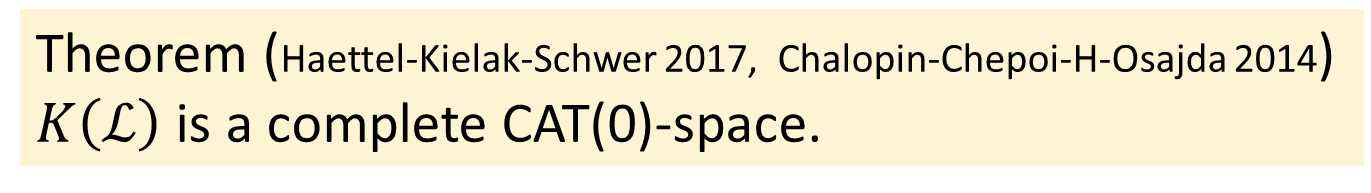 Theorem (Haettel-Kielak-Schwer 2017,  Chalopin-Chepoi-H-Osajda 2014)
𝐾(ℒ) is a complete CAT(0)-space.